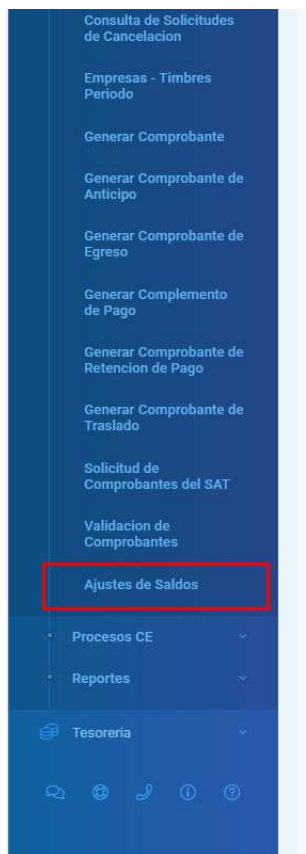 Consulta de Solicitudes
de Cancelacion
Empresas - Timbres
Periodo
Generar Comprobante
Generar Comprobante de
Anticipo
Generar Comprobante de
Egreso
Generar Complemento
de Pago
Generar Comprobante de
Retencion de Pago
Generar Comprobante de
Traslado
Solicitud de
Comprobantes del SAT
Validacion de
Comprobantes
Ajustes de Saldos
Procesos CE
Reportes
Tesoreria